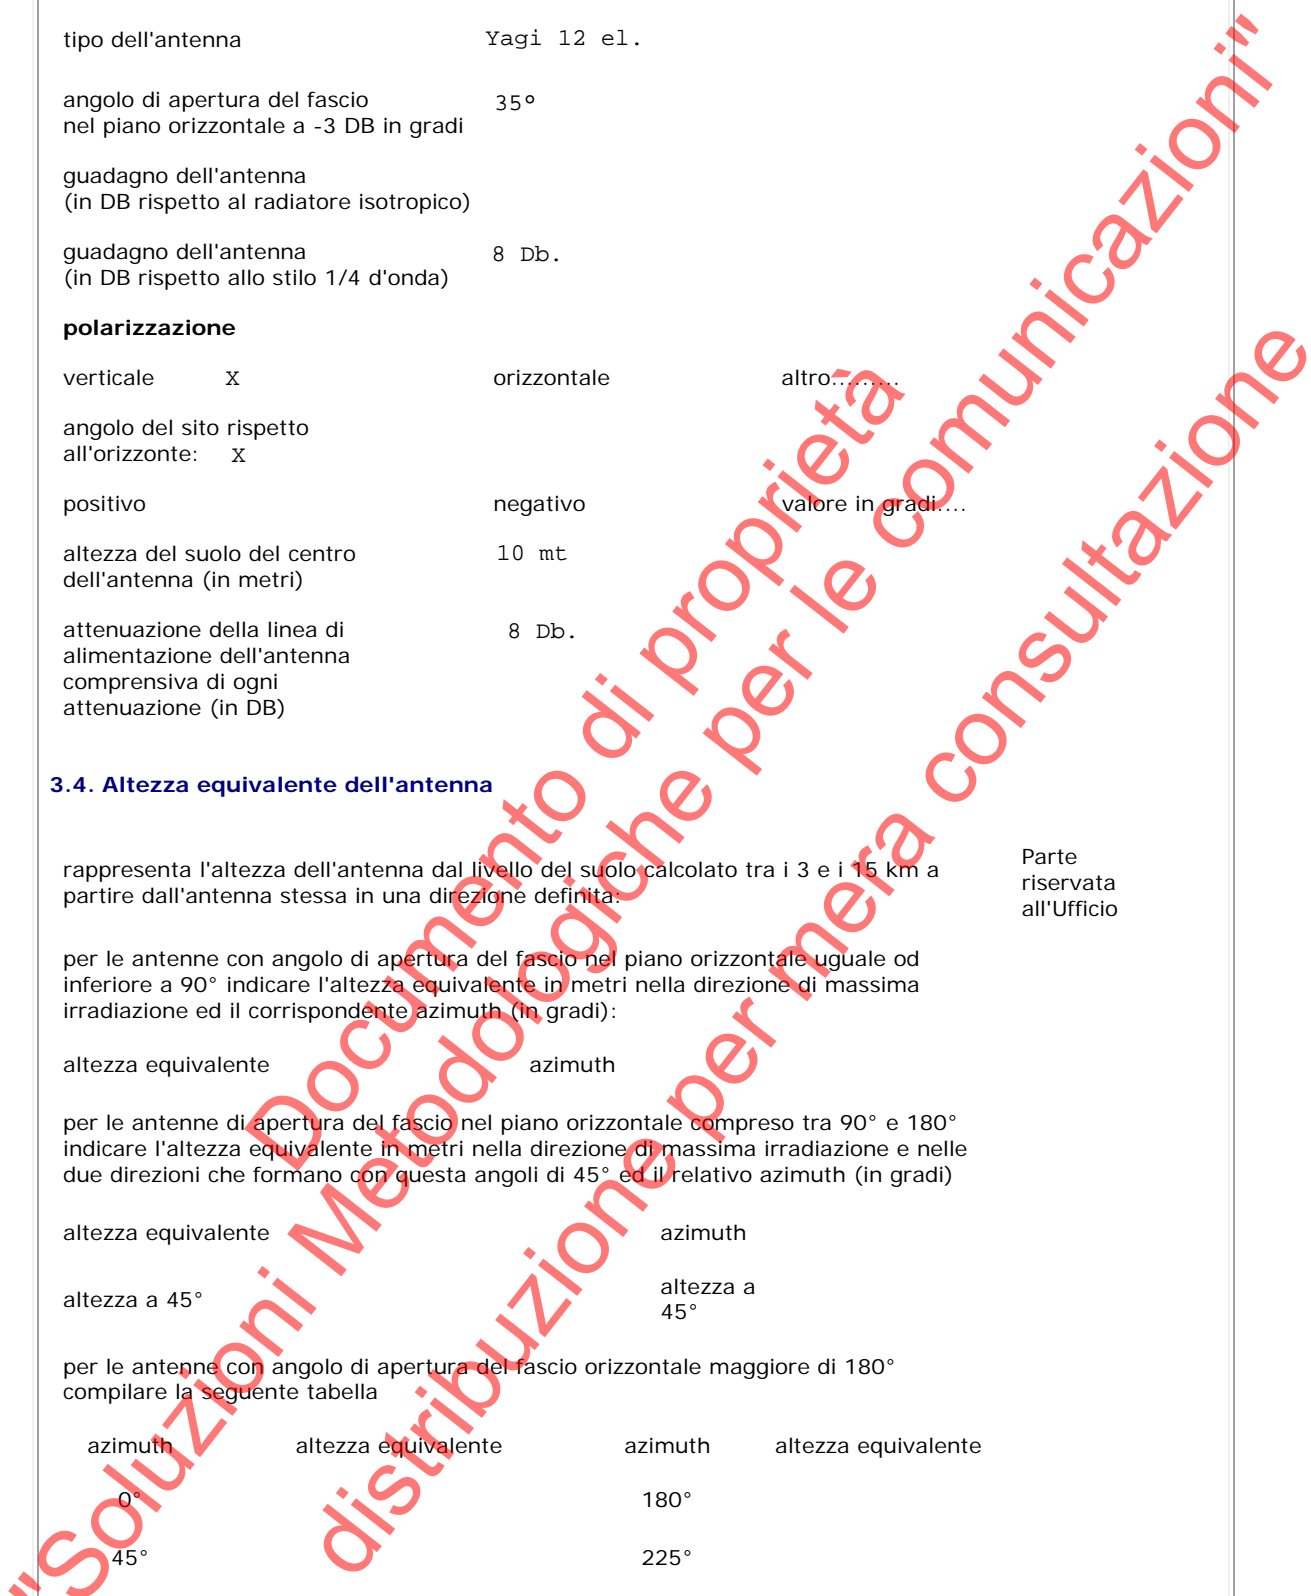 tipo dell'antenna Yagi 12 el.
angolo di apertura del fascio 35°
nel piano orizzontale a -3 DB in gradi
guadagno dell'antenna
(in DB rispetto al radiatore isotropico)
guadagno dell'antenna 8 Db.
(in DB rispetto allo stilo 1/4 d'onda)
polarizzazione
verticale X orizzontale altro.........
angolo del sito rispetto
all'orizzonte: X
positivo negativo valore in gradi....
altezza del suolo del centro 10 mt
dell'antenna (in metri)
attenuazione della linea di 8 Db.
alimentazione dell'antenna
comprensiva di ogni
attenuazione (in DB)
3.4. Altezza equivalente dell'antenna
rappresenta l'altezza dell'antenna dal livello del suolo calcolato tra i 3 e i 15 km a
partire dall'antenna stessa in una direzione definita:
Parte
riservata
all'Ufficio
per le antenne con angolo di apertura del fascio nel piano orizzontale uguale od
inferiore a 90° indicare l'altezza equivalente in metri nella direzione di massima
irradiazione ed il corrispondente azimuth (in gradi):
altezza equivalente azimuth
per le antenne di apertura del fascio nel piano orizzontale compreso tra 90° e 180°
indicare l'altezza equivalente in metri nella direzione di massima irradiazione e nelle
due direzioni che formano con questa angoli di 45° ed il relativo azimuth (in gradi)
altezza equivalente azimuth
altezza a 45° altezza a
45°
per le antenne con angolo di apertura del fascio orizzontale maggiore di 180°
compilare la seguente tabella
azimuth altezza equivalente azimuth altezza equivalente
0° 180°
45° 225°
Documento di proprietà
"Soluzioni Metodologiche per le comunicazioni"
distribuzione per mera consultazione